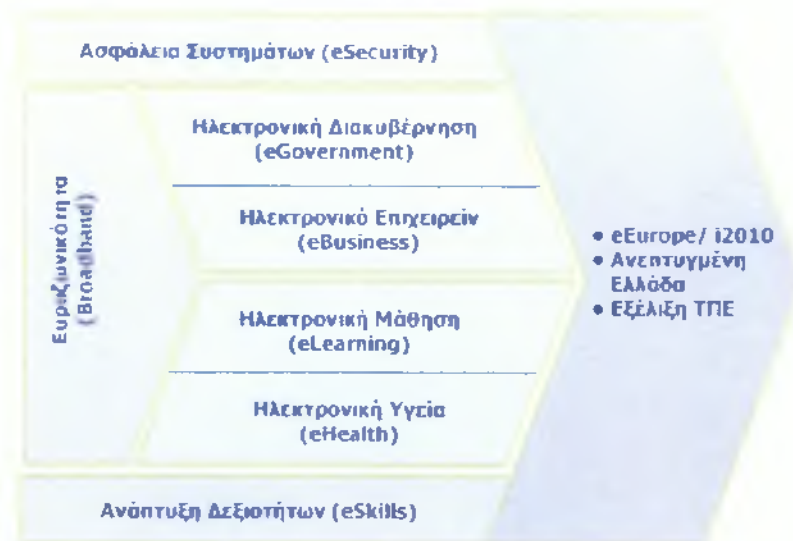 Ασφάλεια Συστημάτων (eSecurity)
Ευρυζωνικότητα
(Broadband)
Ηλεκτρονική Διακυβέρνηση
(eGovernment)
Ηλεκτρονικό Επιχειρείν
(eBusiness)
Ηλεκτρονική Μάθηση
(eLearning)
Ηλεκτρονική Υγεία
(eHealth)
Ανάπτυξη Δεξιοτήτων (eSkills)
• eEurope/ i2010
• Ανεπτυγμένη
Ελλάδα
• Εξέλιξη ΤΠΕ